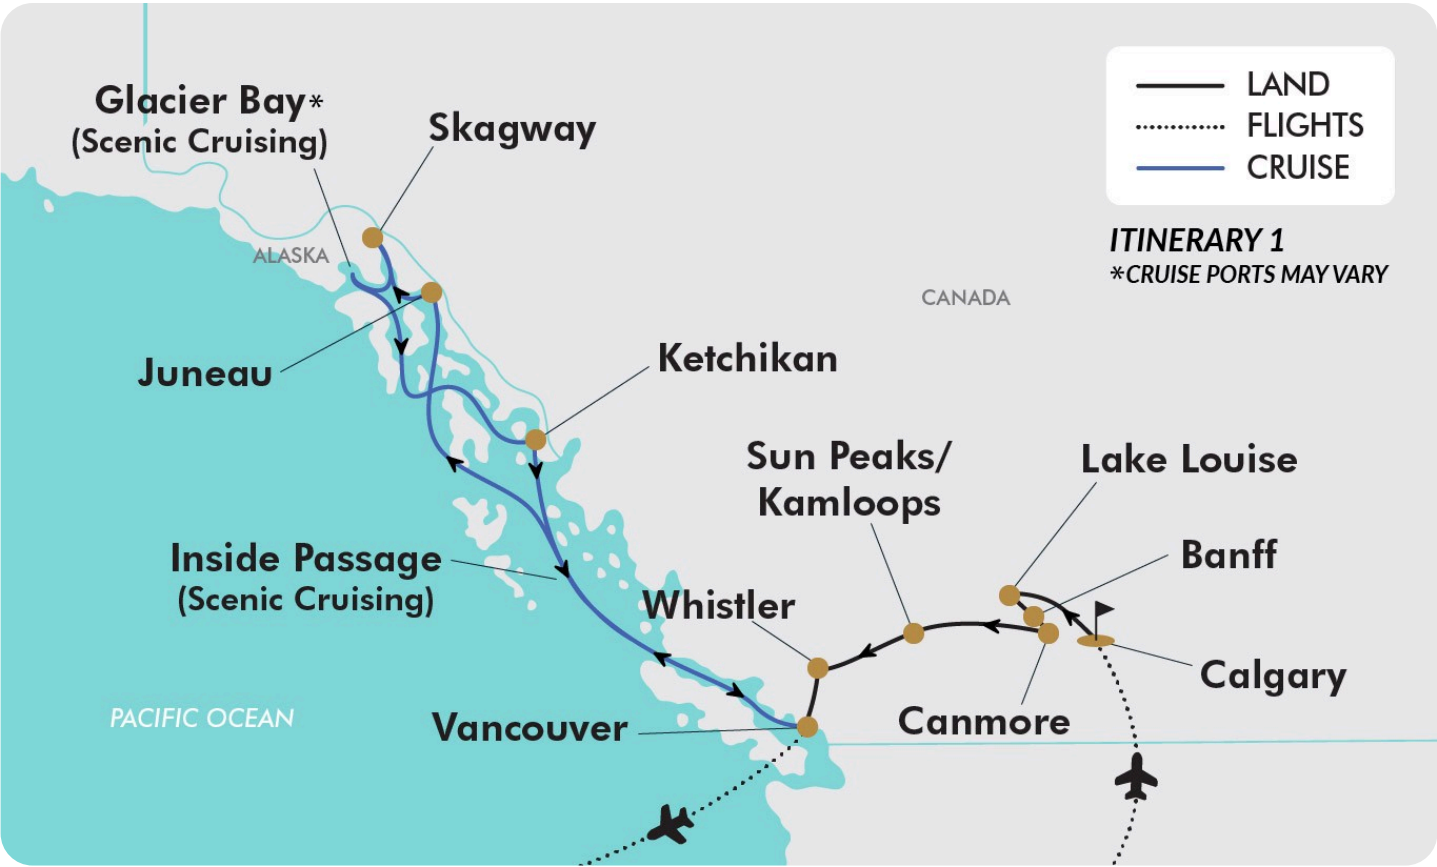 Glacier Bay*
(Scenic Cruising)
Skagway
LAND
FLIGHTS
CRUISE
ITINERARY 1
*CRUISE PORTS MAY VARY
ALASKA
CANADA
Juneau
Ketchikan
Sun Peaks/
Kamloops
Lake Louise
Banff
Inside Passage
(Scenic Cruising)
Whistler
Calgary
PACIFIC OCEAN
Vancouver
Canmore